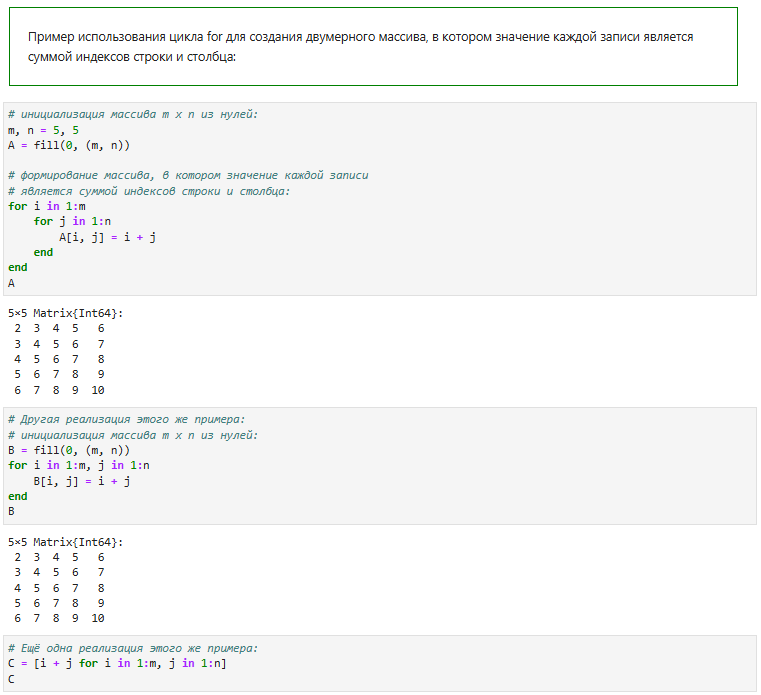 Пример использования цикла for для создания двумерного массива, в котором значение каждой записи является
суммой индексов строки и столбца:
# инициализация массива m x n из нулей:
m, n = 5, 5
A = fill(0, (m, n))
# формирование массива, в котором значение каждой записи
# является суммой индексов строки и столбца:
for i in 1:m
    for j in 1:n
        A[i, j] = i + j
    end
end
A
5×5 Matrix{Int64}:
 2  3  4  5   6
 3  4  5  6   7
 4  5  6  7   8
 5  6  7  8   9
 6  7  8  9  10
# Другая реализация этого же примера:
# инициализация массива m x n из нулей:
B = fill(0, (m, n))
for i in 1:m, j in 1:n
    B[i, j] = i + j
end
B
5×5 Matrix{Int64}:
 2  3  4  5   6
 3  4  5  6   7
 4  5  6  7   8
 5  6  7  8   9
 6  7  8  9  10
# Ещё одна реализация этого же примера:
C = [i + j for i in 1:m, j in 1:n]
C